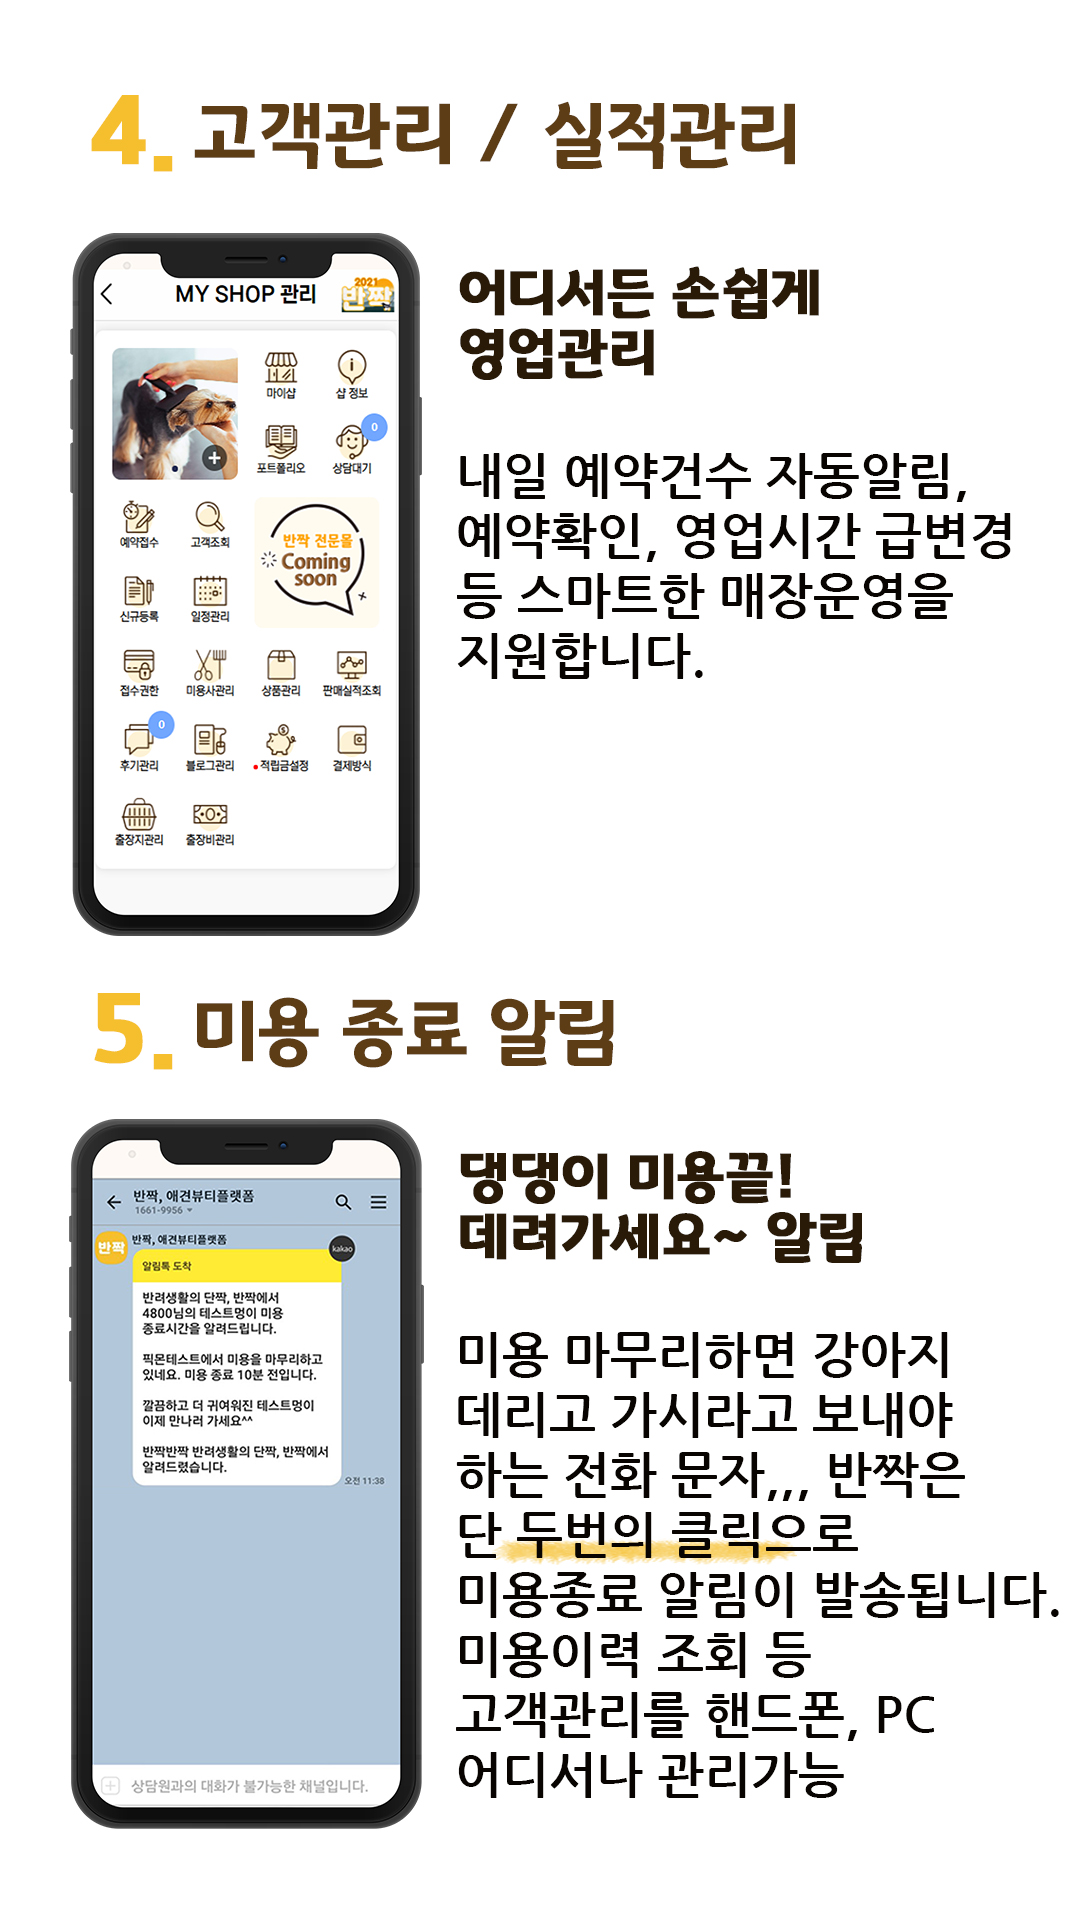 4. 고객관리 / 실적관리
MY SHOP 관리
2021
반짝
마이샵
샵 정보
0
포트폴리오
상담대기
예약접수
고객조회
반짝 전문몰
Coming
soon
신규등록
일정관리
접수권한
미용사관리
상품관리
판매실적조회
0
후기관리
블로그관리
적립금설정
결제방식
출장지관리
출장비관리
어디서든 손쉽게
영업관리
내일 예약건수 자동알림,
예약확인, 영업시간 급변경
등 스마트한 매장운영을
지원합니다.
5. 미용 종료 알림
반짝, 애견뷰티플랫폼
1661-9956
반짝
반짝, 애견뷰티플랫폼
kakao
알림톡 도착
반려생활의 단짝, 반짝에서
4800님의 테스트멍이 미용
종료시간을 알려드립니다.
픽몬테스트에서 미용을 마무리하고
있네요. 미용 종료 10분 전입니다.
깔끔하고 더 귀여워진 테스트멍이
이제 만나러 가세요^^
반짝반짝 반려생활의 단짝, 반짝에서
알려드렸습니다.
오전 11:38
상담원과의 대화가 불가능한 채널입니다.
댕댕이 미용끝!
데려가세요~ 알림
미용 마무리하면 강아지
데리고 가시라고 보내야
하는 전화 문자,,, 반짝은
단 두번의 클릭으로
미용종료 알림이 발송됩니다.
미용이력 조회 등
고객관리를 핸드폰, PC
어디서나 관리가능